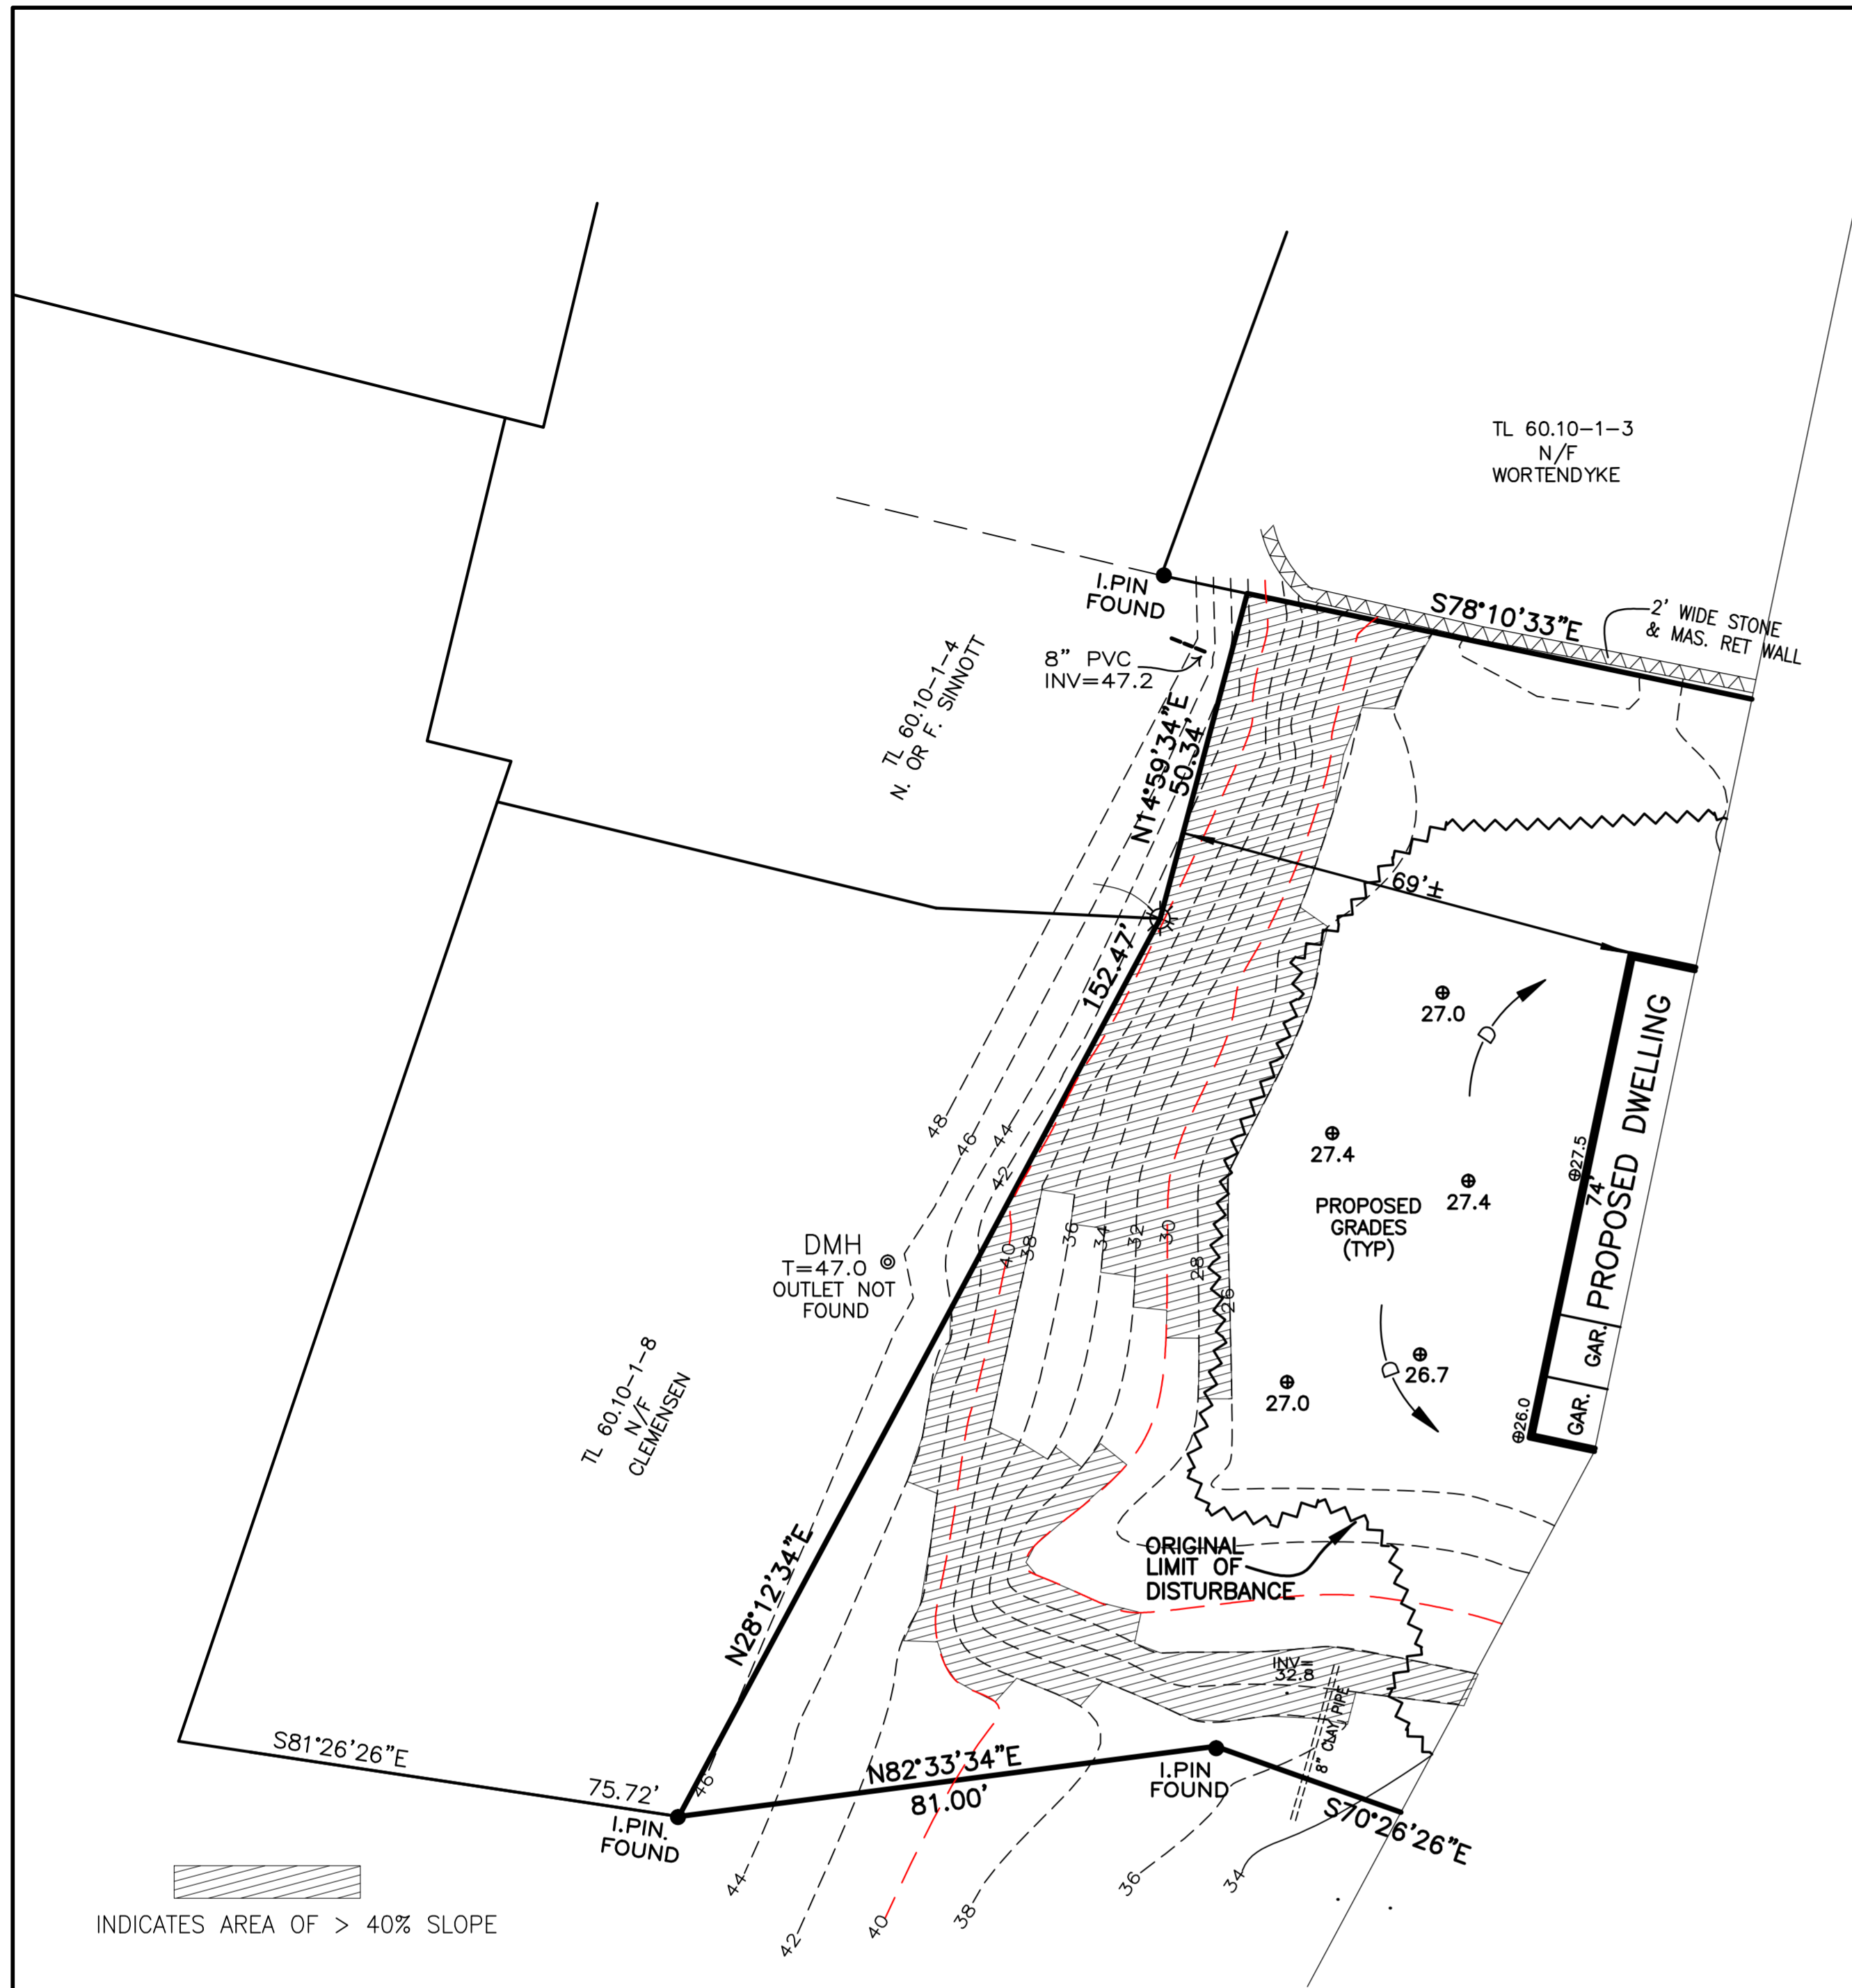 TL 60.10-1-3
N/F
WORTENDYKE
I.PIN
FOUND
S78°10'33"E
2' WIDE STONE
& MAS. RET WALL
8" PVC
INV=47.2
TL 60.10-1-4
N. OR F. SINNOTT
N14°59'34"E
50.34'
69'±
152.47'
27.0
48
46
44
42
27.4
27.4
27.5
74'
PROPOSED DWELLING
PROPOSED
GRADES
(TYP)
D
DMH
T=47.0
OUTLET NOT
FOUND
40
38
36
34
32
30
28
26
GAR.
GAR.
TL 60.10-1-8
N/F
CLEMENSEN
27.0
D
26.7
26.0
ORIGINAL
LIMIT OF
DISTURBANCE
N28°12'34"E
INV=
32.8
8" CLAY PIPE
S81°26'26"E
75.72'
46
N82°33'34"E
81.00'
I.PIN
FOUND
S70°26'26"E
I.PIN.
FOUND
44
42
40
38
36
34
INDICATES AREA OF > 40% SLOPE